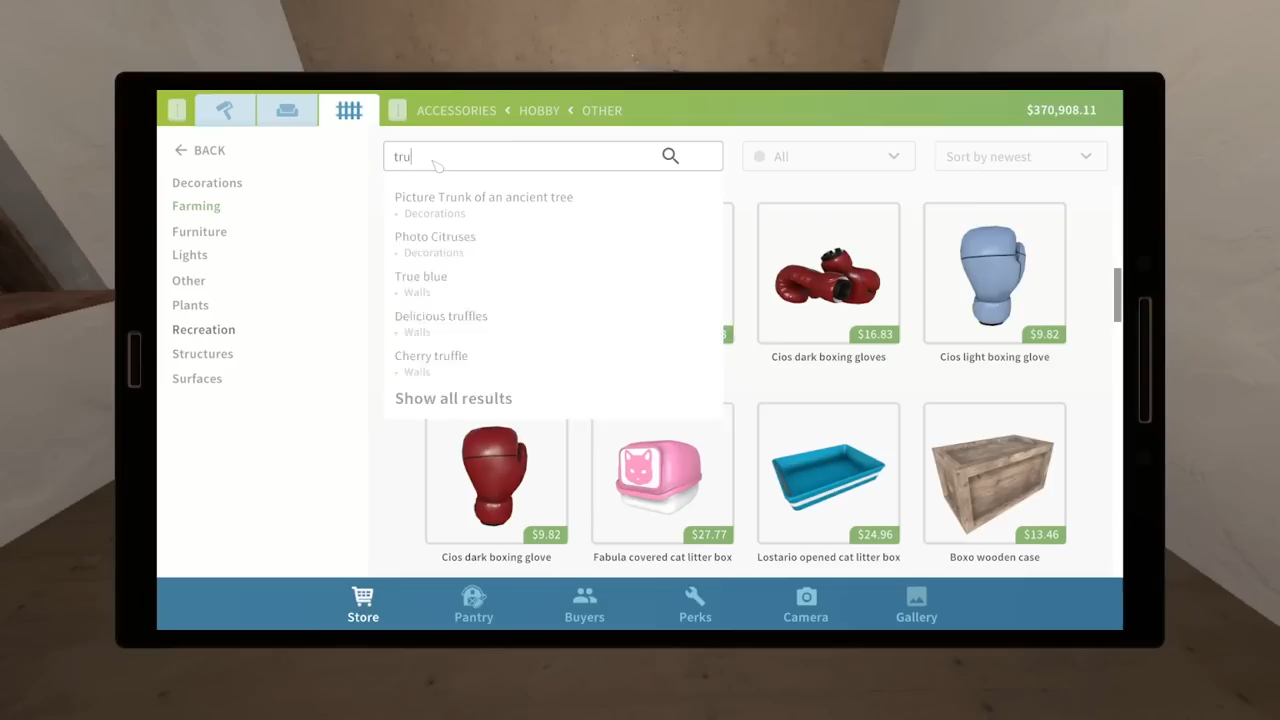 ACCESSORIES < HOBBY < OTHER
$370,908.11
BACK
tru
All
Sort by newest
Decorations
Farming
Furniture
Lights
Other
Plants
Recreation
Structures
Surfaces
Picture Trunk of an ancient tree
• Decorations
Photo Citruses
• Decorations
True blue
• Walls
Delicious truffles
• Walls
Cherry truffle
• Walls
Show all results
$16.83
$9.82
Cios dark boxing gloves
Cios light boxing glove
$9.82
$27.77
$24.96
$13.46
Cios dark boxing glove
Fabula covered cat litter box
Lostario opened cat litter box
Boxo wooden case
Store
Pantry
Buyers
Perks
Camera
Gallery